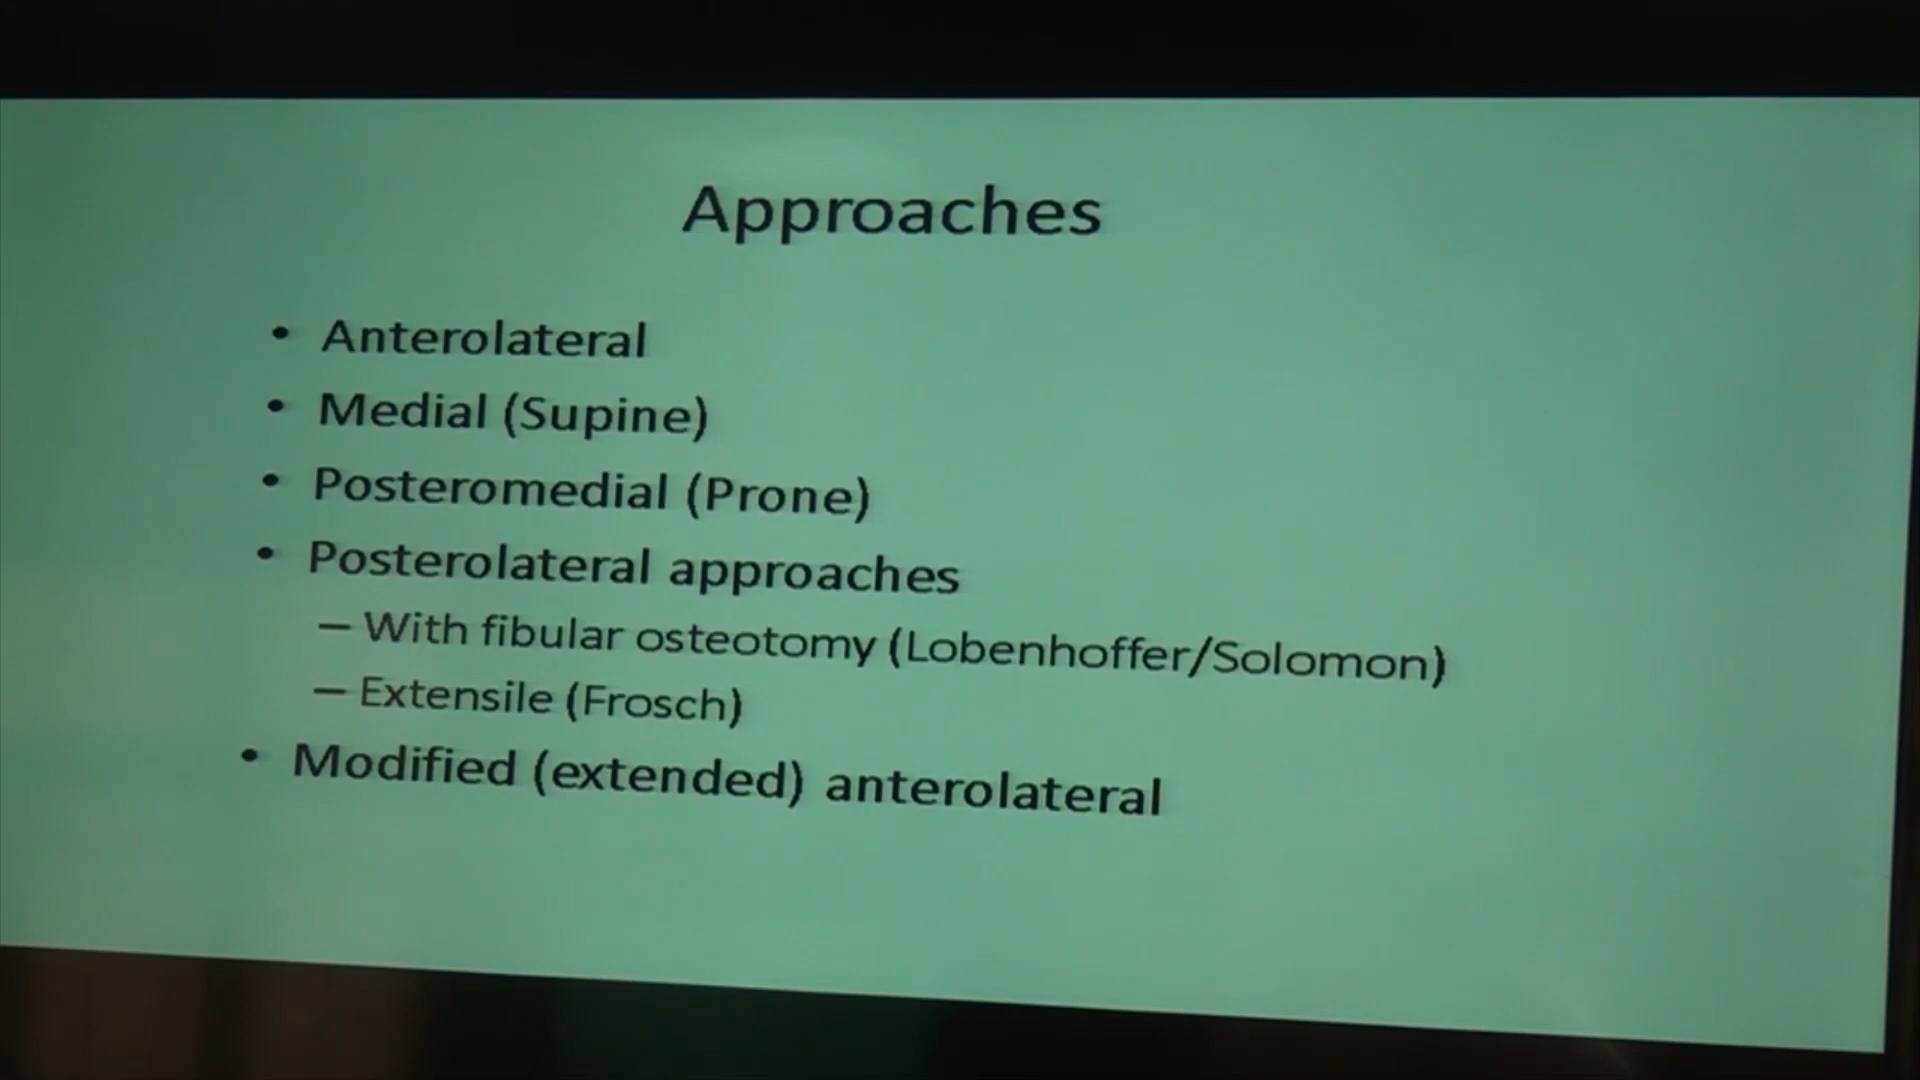 Approaches
• Anterolateral
• Medial (Supine)
• Posteromedial (Prone)
• Posterolateral approaches
– With fibular osteotomy (Lobenhoffer/Solomon)
– Extensile (Frosch)
• Modified (extended) anterolateral